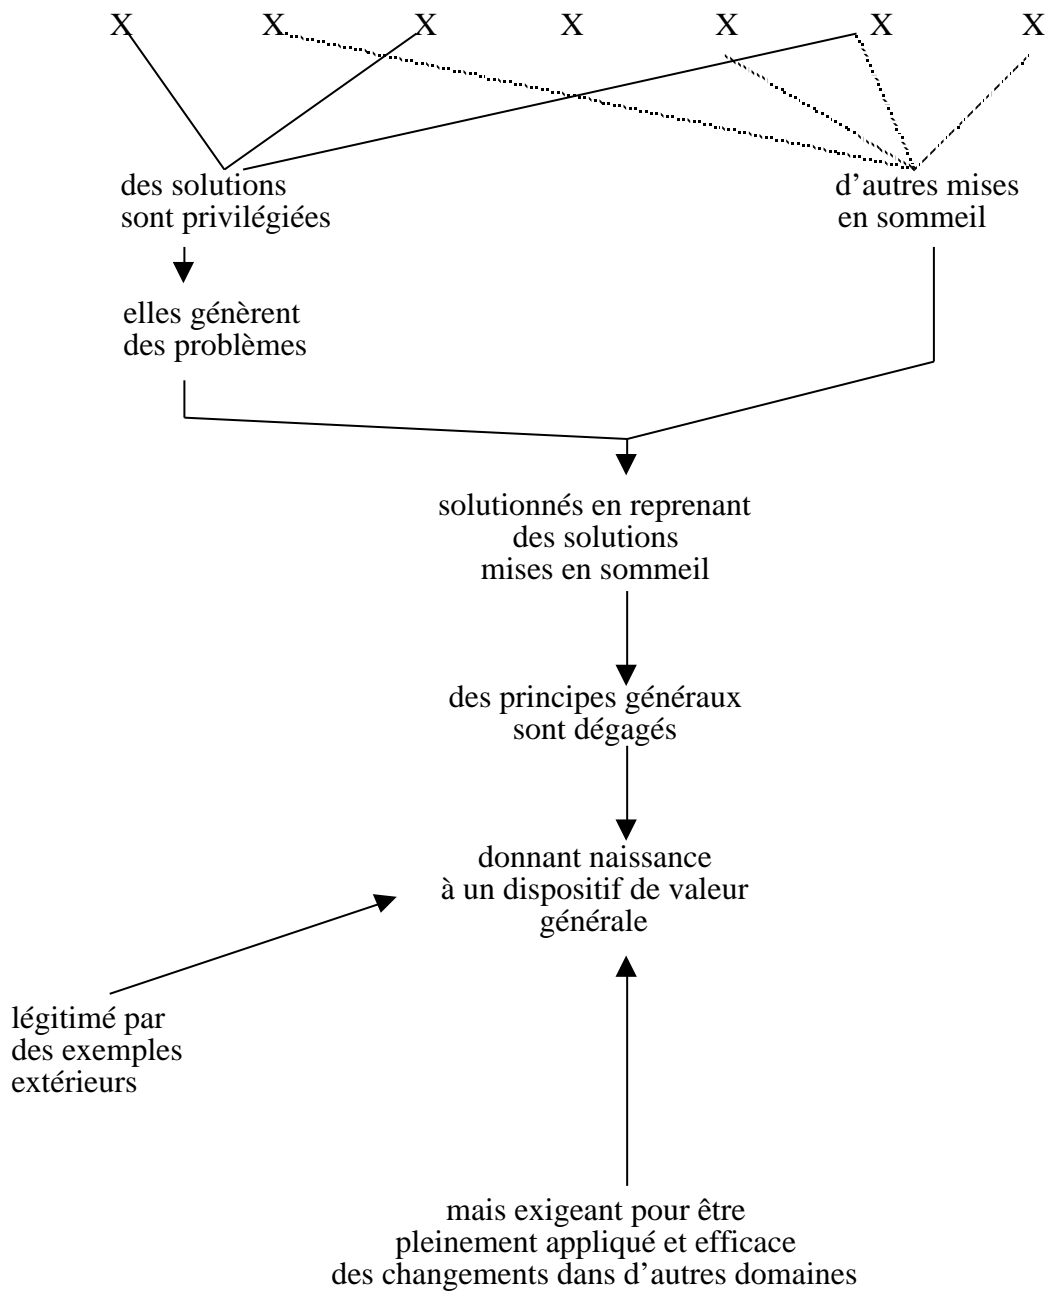 X X X X X X X
des solutions
sont privilégiées
d'autres mises
en sommeil
elles génèrent
des problèmes
solutionnés en reprenant
des solutions
mises en sommeil
des principes généraux
sont dégagés
donnant naissance
à un dispositif de valeur
générale
légitimé par
des exemples
extérieurs
mais exigeant pour être
pleinement appliqué et efficace
des changements dans d'autres domaines